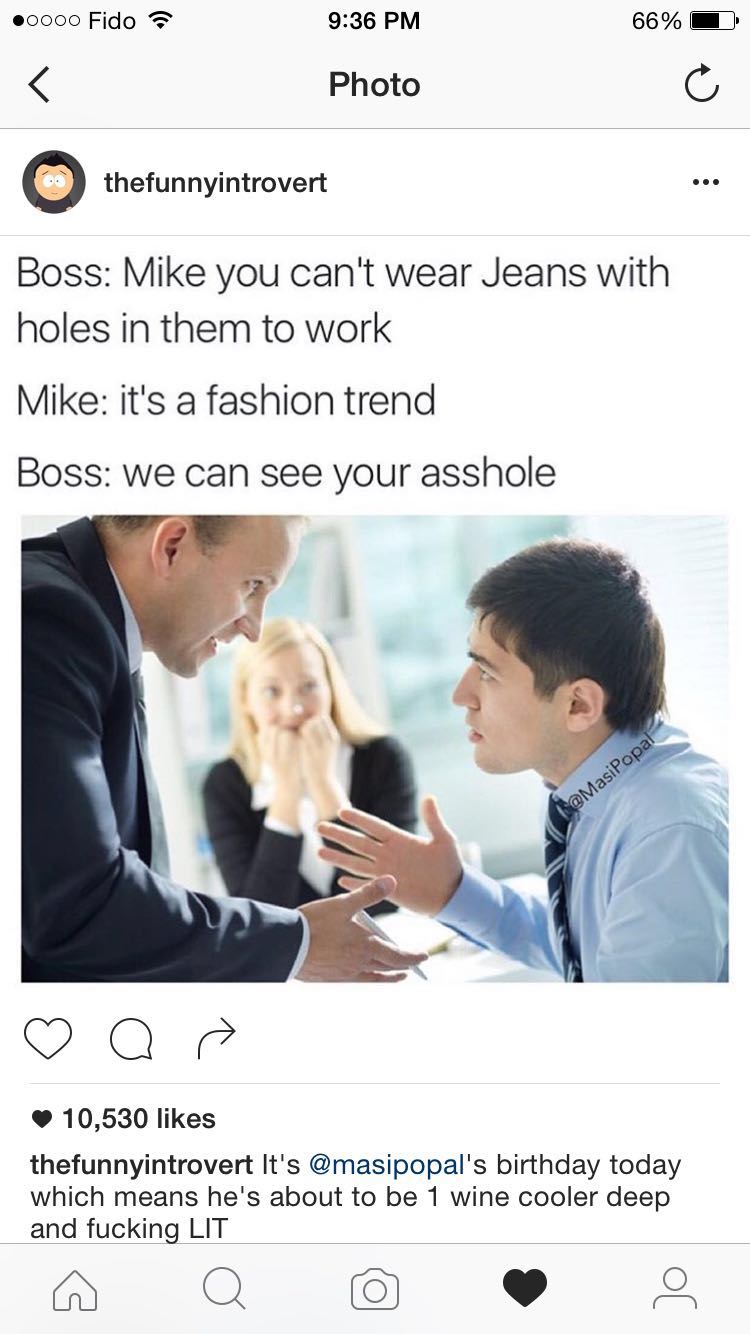 Fido 9:36 PM 66%
Photo
thefunnyintrovert
Boss: Mike you can't wear Jeans with
holes in them to work
Mike: it's a fashion trend
Boss: we can see your asshole
@MasiPopal
10,530 likes
thefunnyintrovert It's @masipopal's birthday today
which means he's about to be 1 wine cooler deep
and fucking LIT